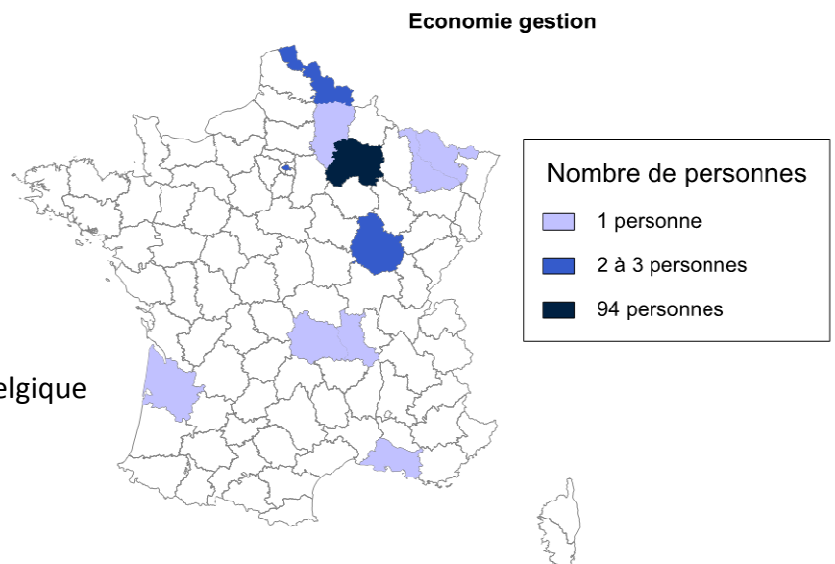 Economie gestion
Nombre de personnes
1 personne
2 à 3 personnes
94 personnes
elgique